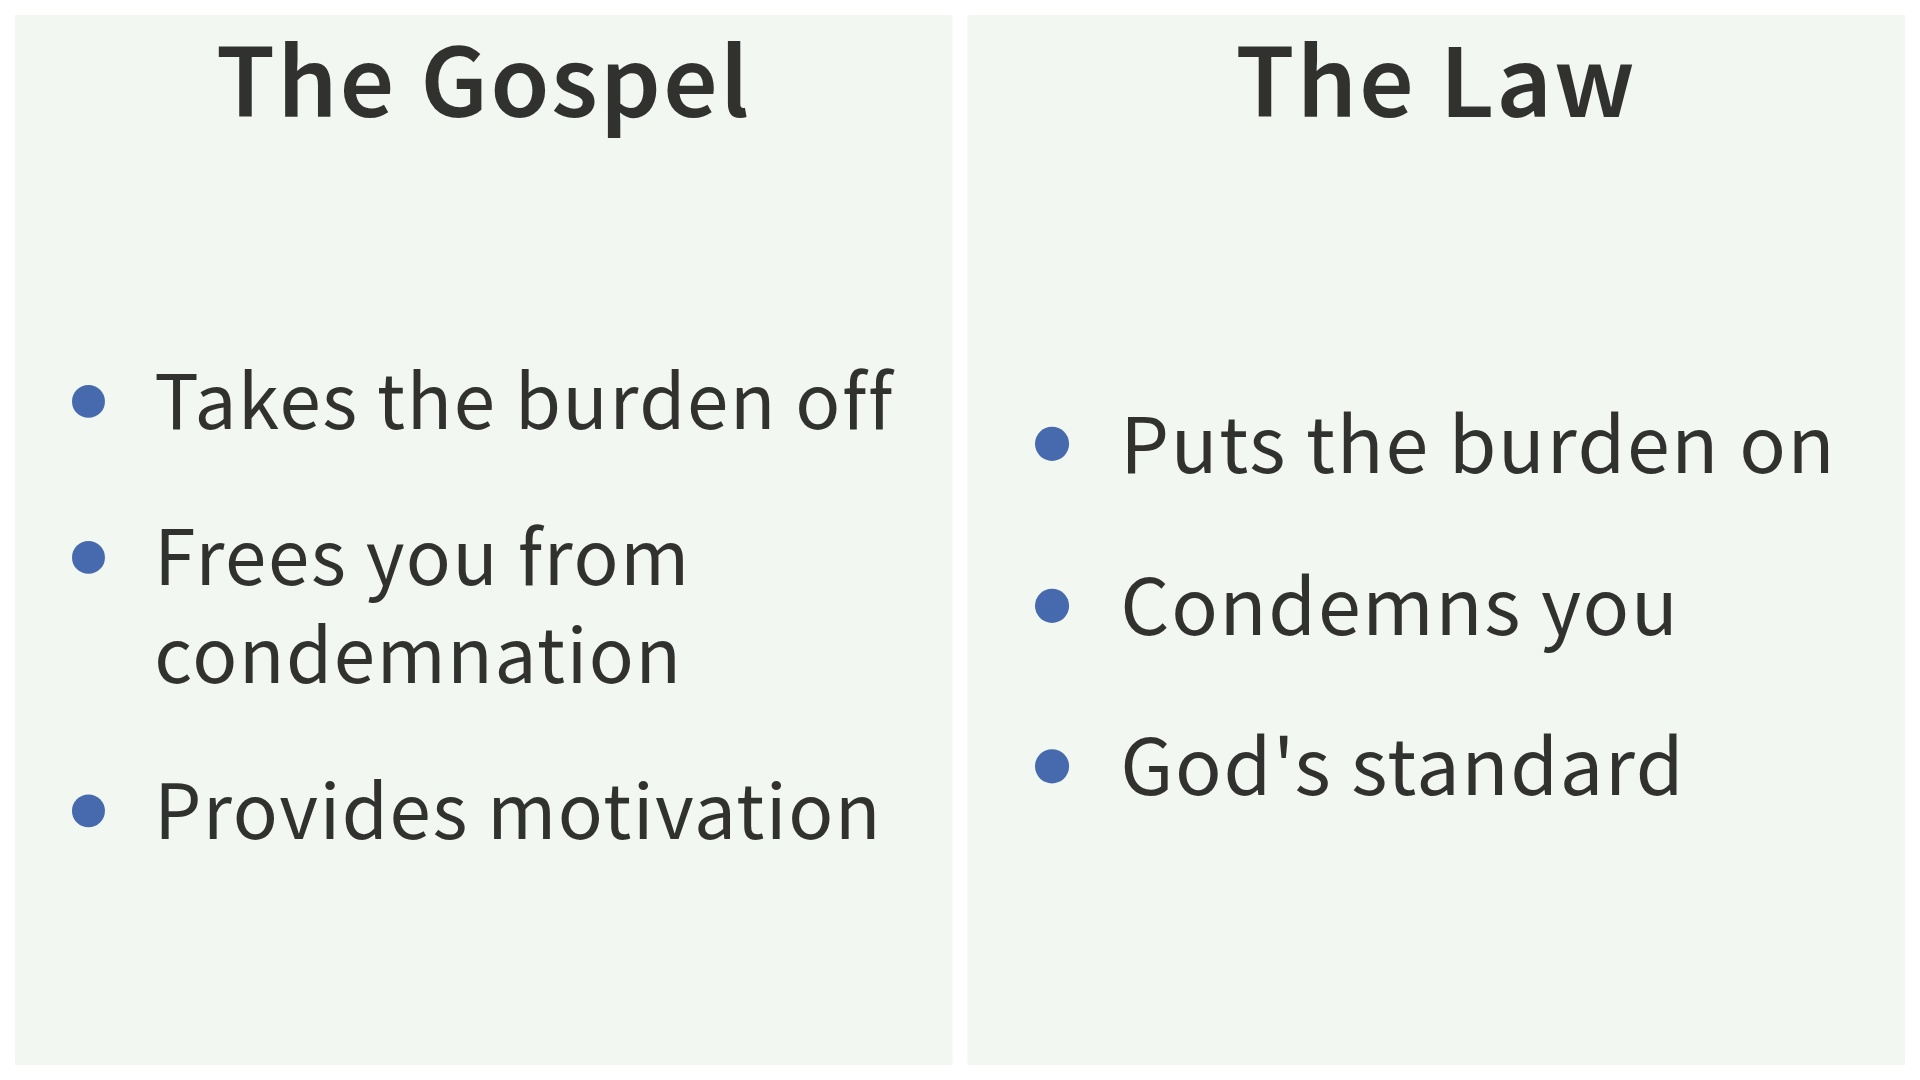 The Gospel
Takes the burden off
Frees you from
condemnation
Provides motivation
The Law
Puts the burden on
Condemns you
God's standard